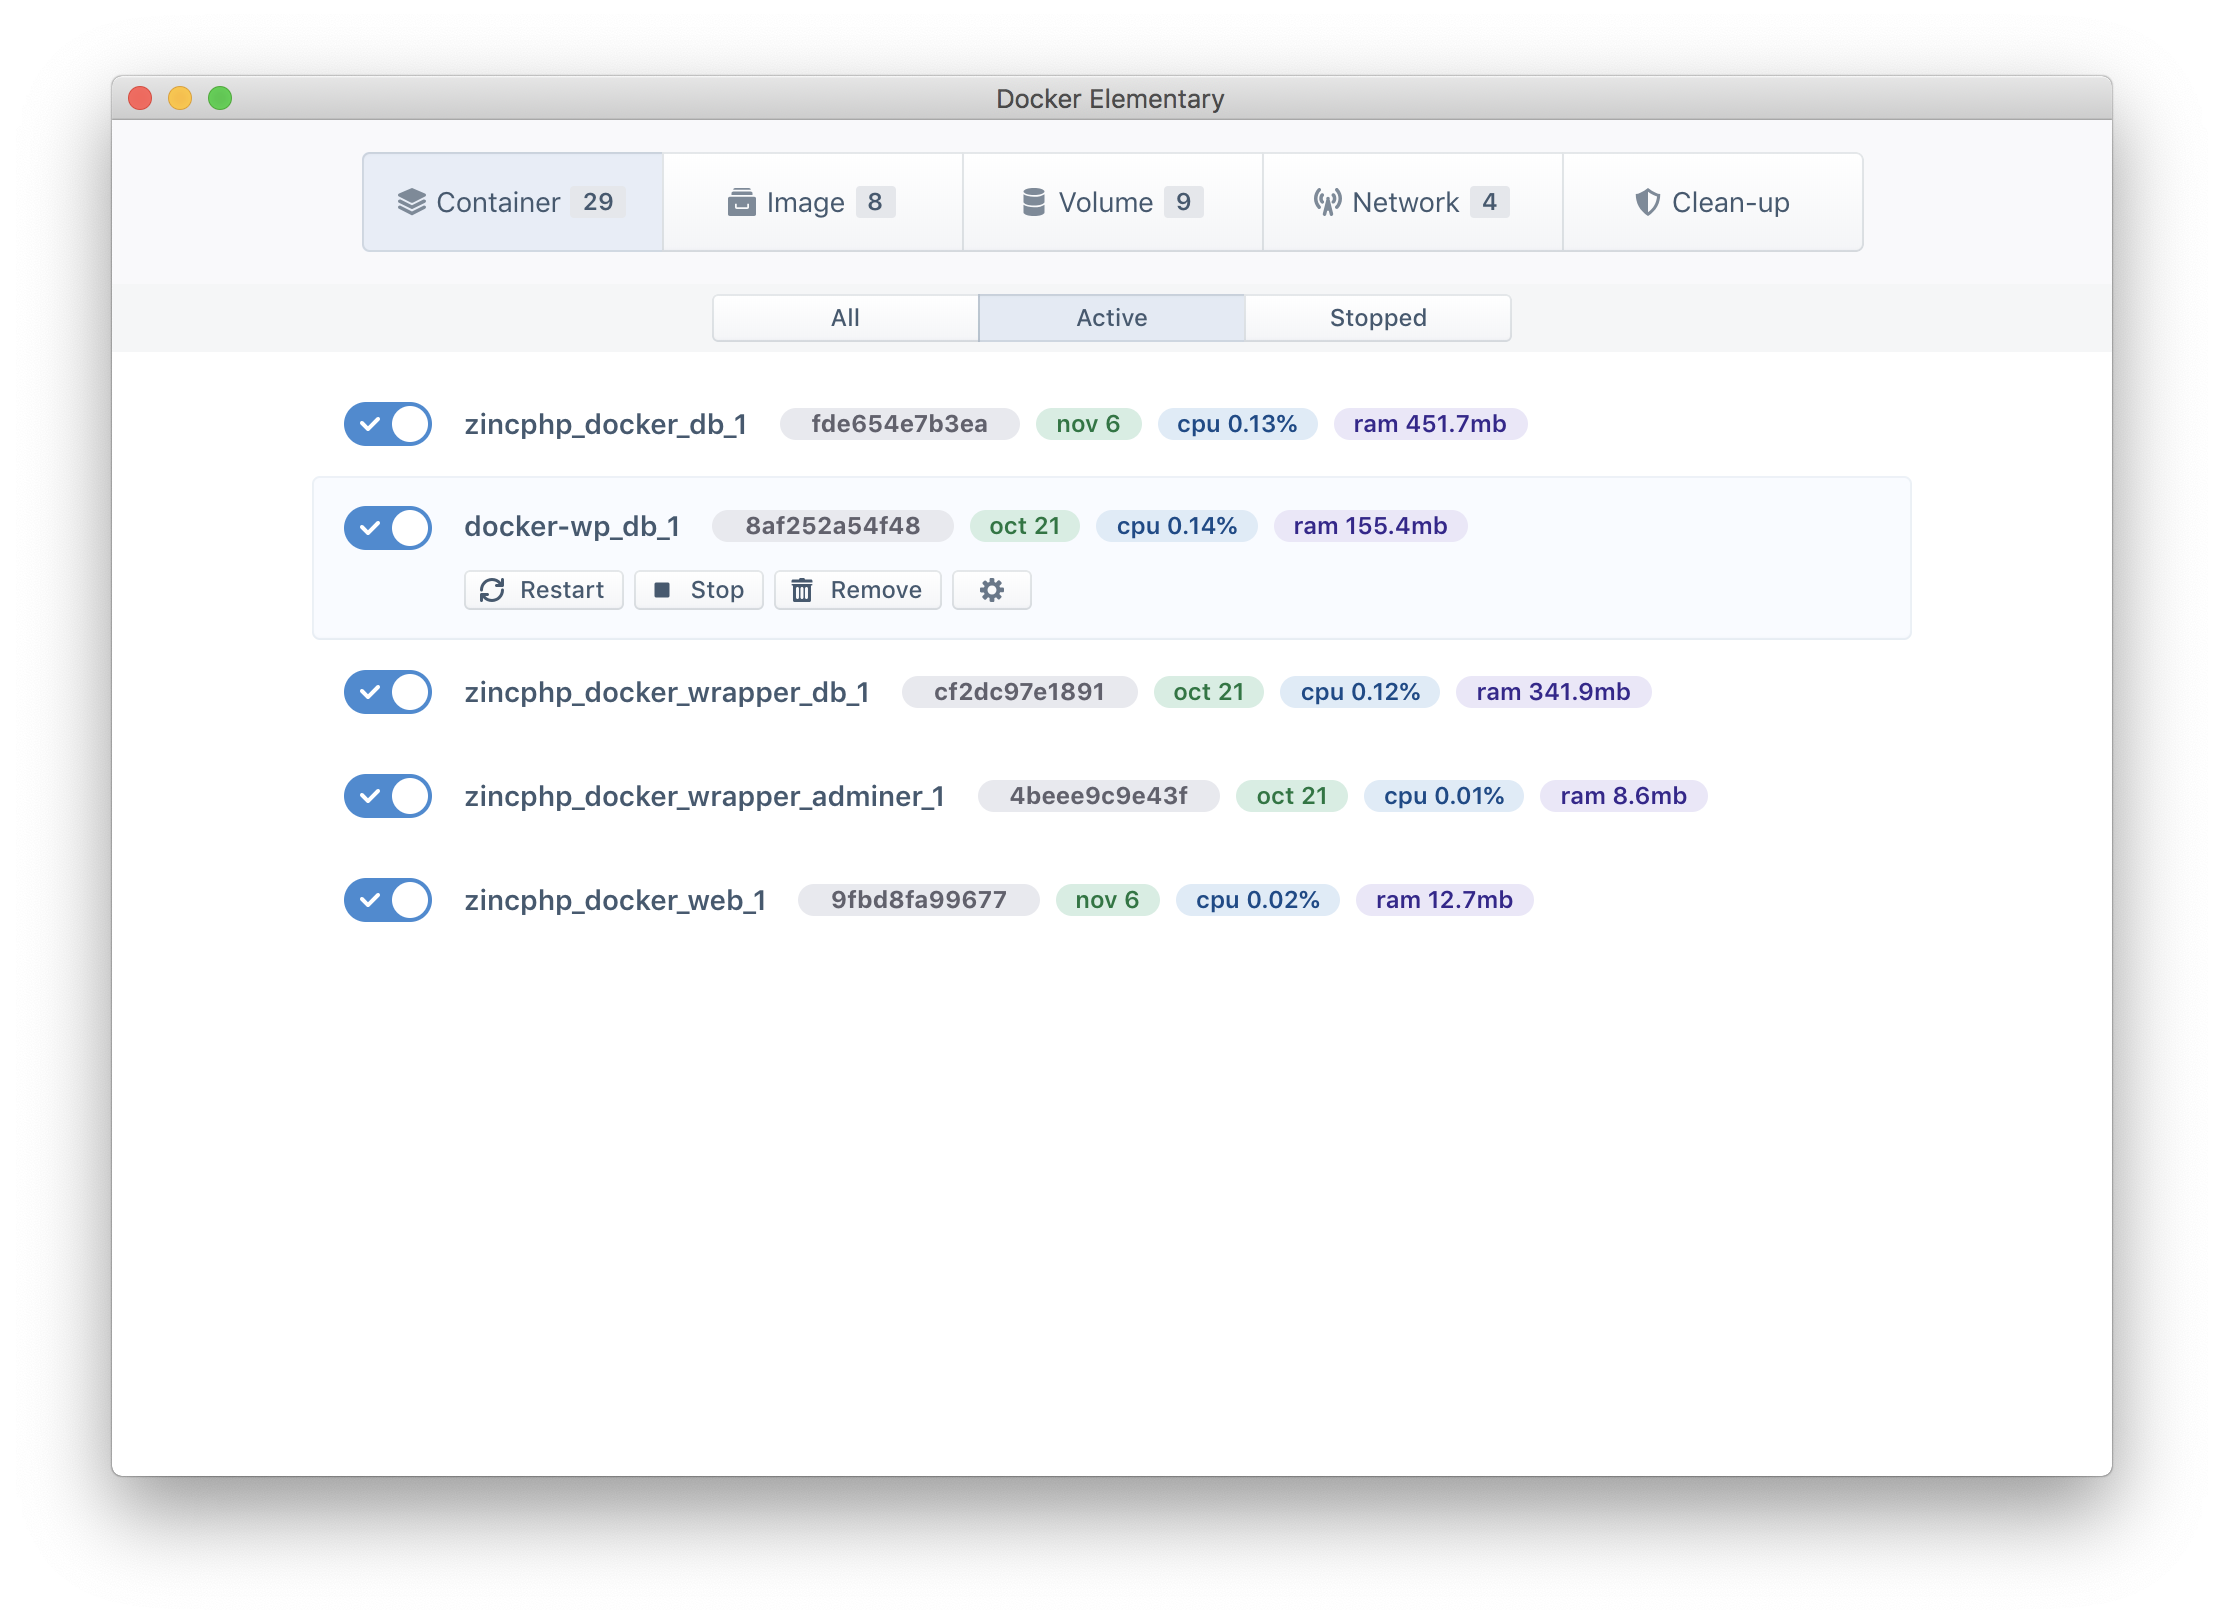 Docker Elementary
Container 29 Image 8 Volume 9 Network 4 Clean-up
All Active Stopped
zincphp_docker_db_1 fde654e7b3ea nov 6 cpu 0.13% ram 451.7mb
docker-wp_db_1 8af252a54f48 oct 21 cpu 0.14% ram 155.4mb
Restart Stop Remove
zincphp_docker_wrapper_db_1 cf2dc97e1891 oct 21 cpu 0.12% ram 341.9mb
zincphp_docker_wrapper_adminer_1 4beee9c9e43f oct 21 cpu 0.01% ram 8.6mb
zincphp_docker_web_1 9fbd8fa99677 nov 6 cpu 0.02% ram 12.7mb